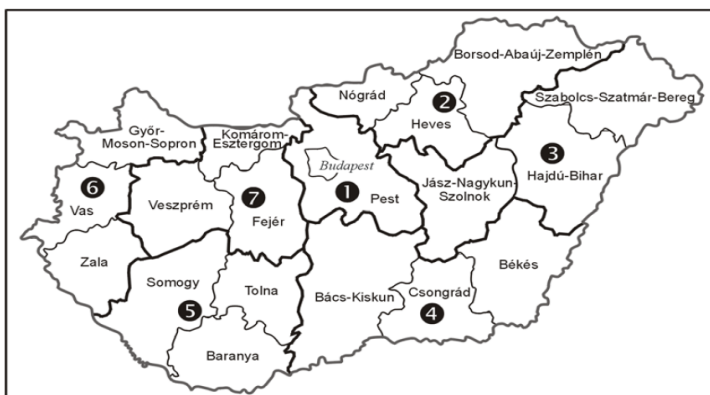 Borsod-Abaúj-Zemplén
Nógrád
2
Szabolcs-Szatmár-Bereg
Heves
Győr-
Moson-Sopron
Komárom-
Esztergom
3
Budapest
Hajdú-Bihar
6
Vas
Veszprém
7
Fejér
1
Pest
Jász-Nagykun-
Szolnok
Zala
Somogy
5
Tolna
Bács-Kiskun
Csongrád
4
Békés
Baranya